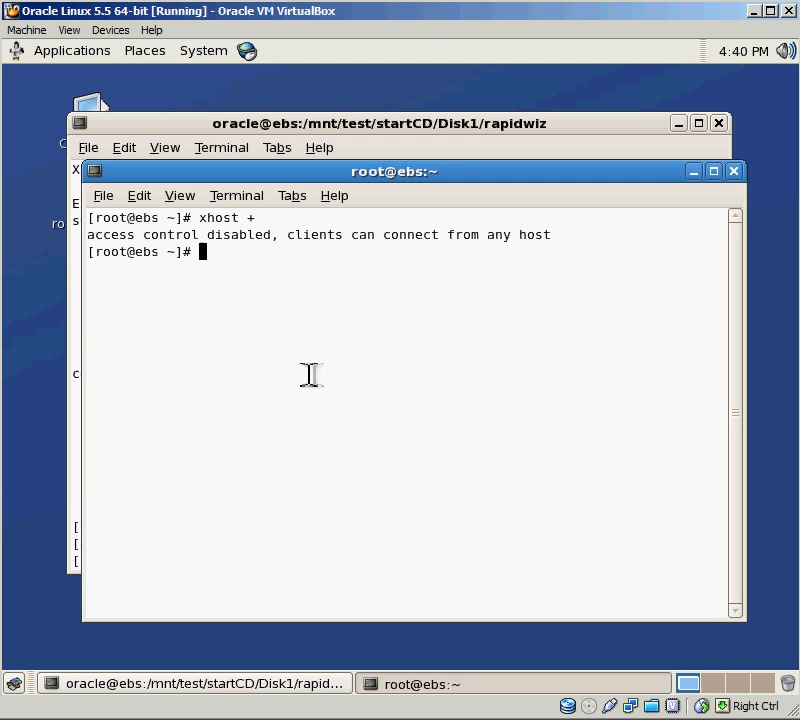 Oracle Linux 5.5 64-bit [Running] - Oracle VM VirtualBox
Machine View Devices Help
Applications Places System 4:40 PM
oracle@ebs:/mnt/test/startCD/Disk1/rapidwiz
File Edit View Terminal Tabs Help
root@ebs:~
File Edit View Terminal Tabs Help
[root@ebs ~]# xhost +
access control disabled, clients can connect from any host
[root@ebs ~]#
X
E
s
ro
c
[
[
[
oracle@ebs:/mnt/test/startCD/Disk1/rapid...
root@ebs:~
Right Ctrl